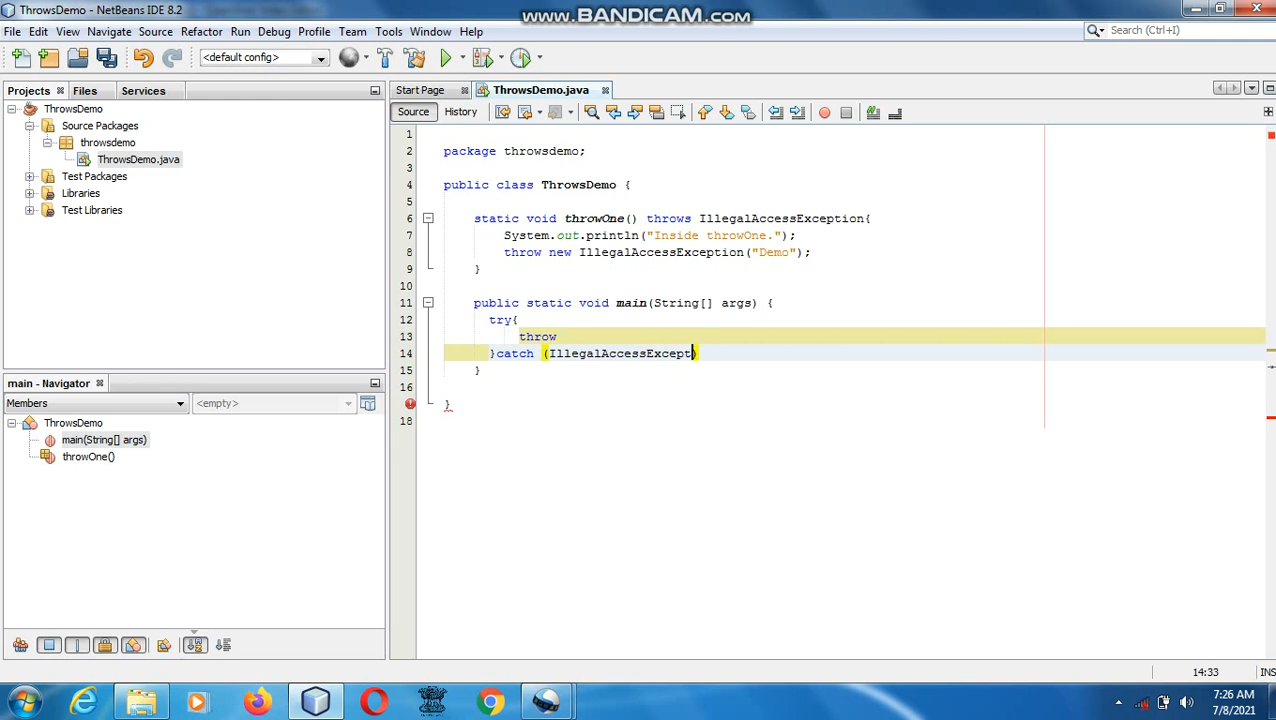 ThrowsDemo - NetBeans IDE 8.2
www.BANDICAM.com
File Edit View Navigate Source Refactor Run Debug Profile Team Tools Window Help
Search (Ctrl+I)
<default config>
Projects Files Services
Start Page ThrowsDemo.java
Source History
ThrowsDemo
Source Packages
throwsdemo
ThrowsDemo.java
Test Packages
Libraries
Test Libraries
1
2 package throwsdemo;
3
4 public class ThrowsDemo {
5
6 static void throwOne() throws IllegalAccessException{
7 System.out.println("Inside throwOne.");
8 throw new IllegalAccessException("Demo");
9 }
10
11 public static void main(String[] args) {
12 try{
13 throw
14 }catch (IllegalAccessExcept)
15 }
16
}
18
main - Navigator
Members <empty>
ThrowsDemo
main(String[] args)
throwOne()
14:33 INS
7:26 AM
7/8/2021